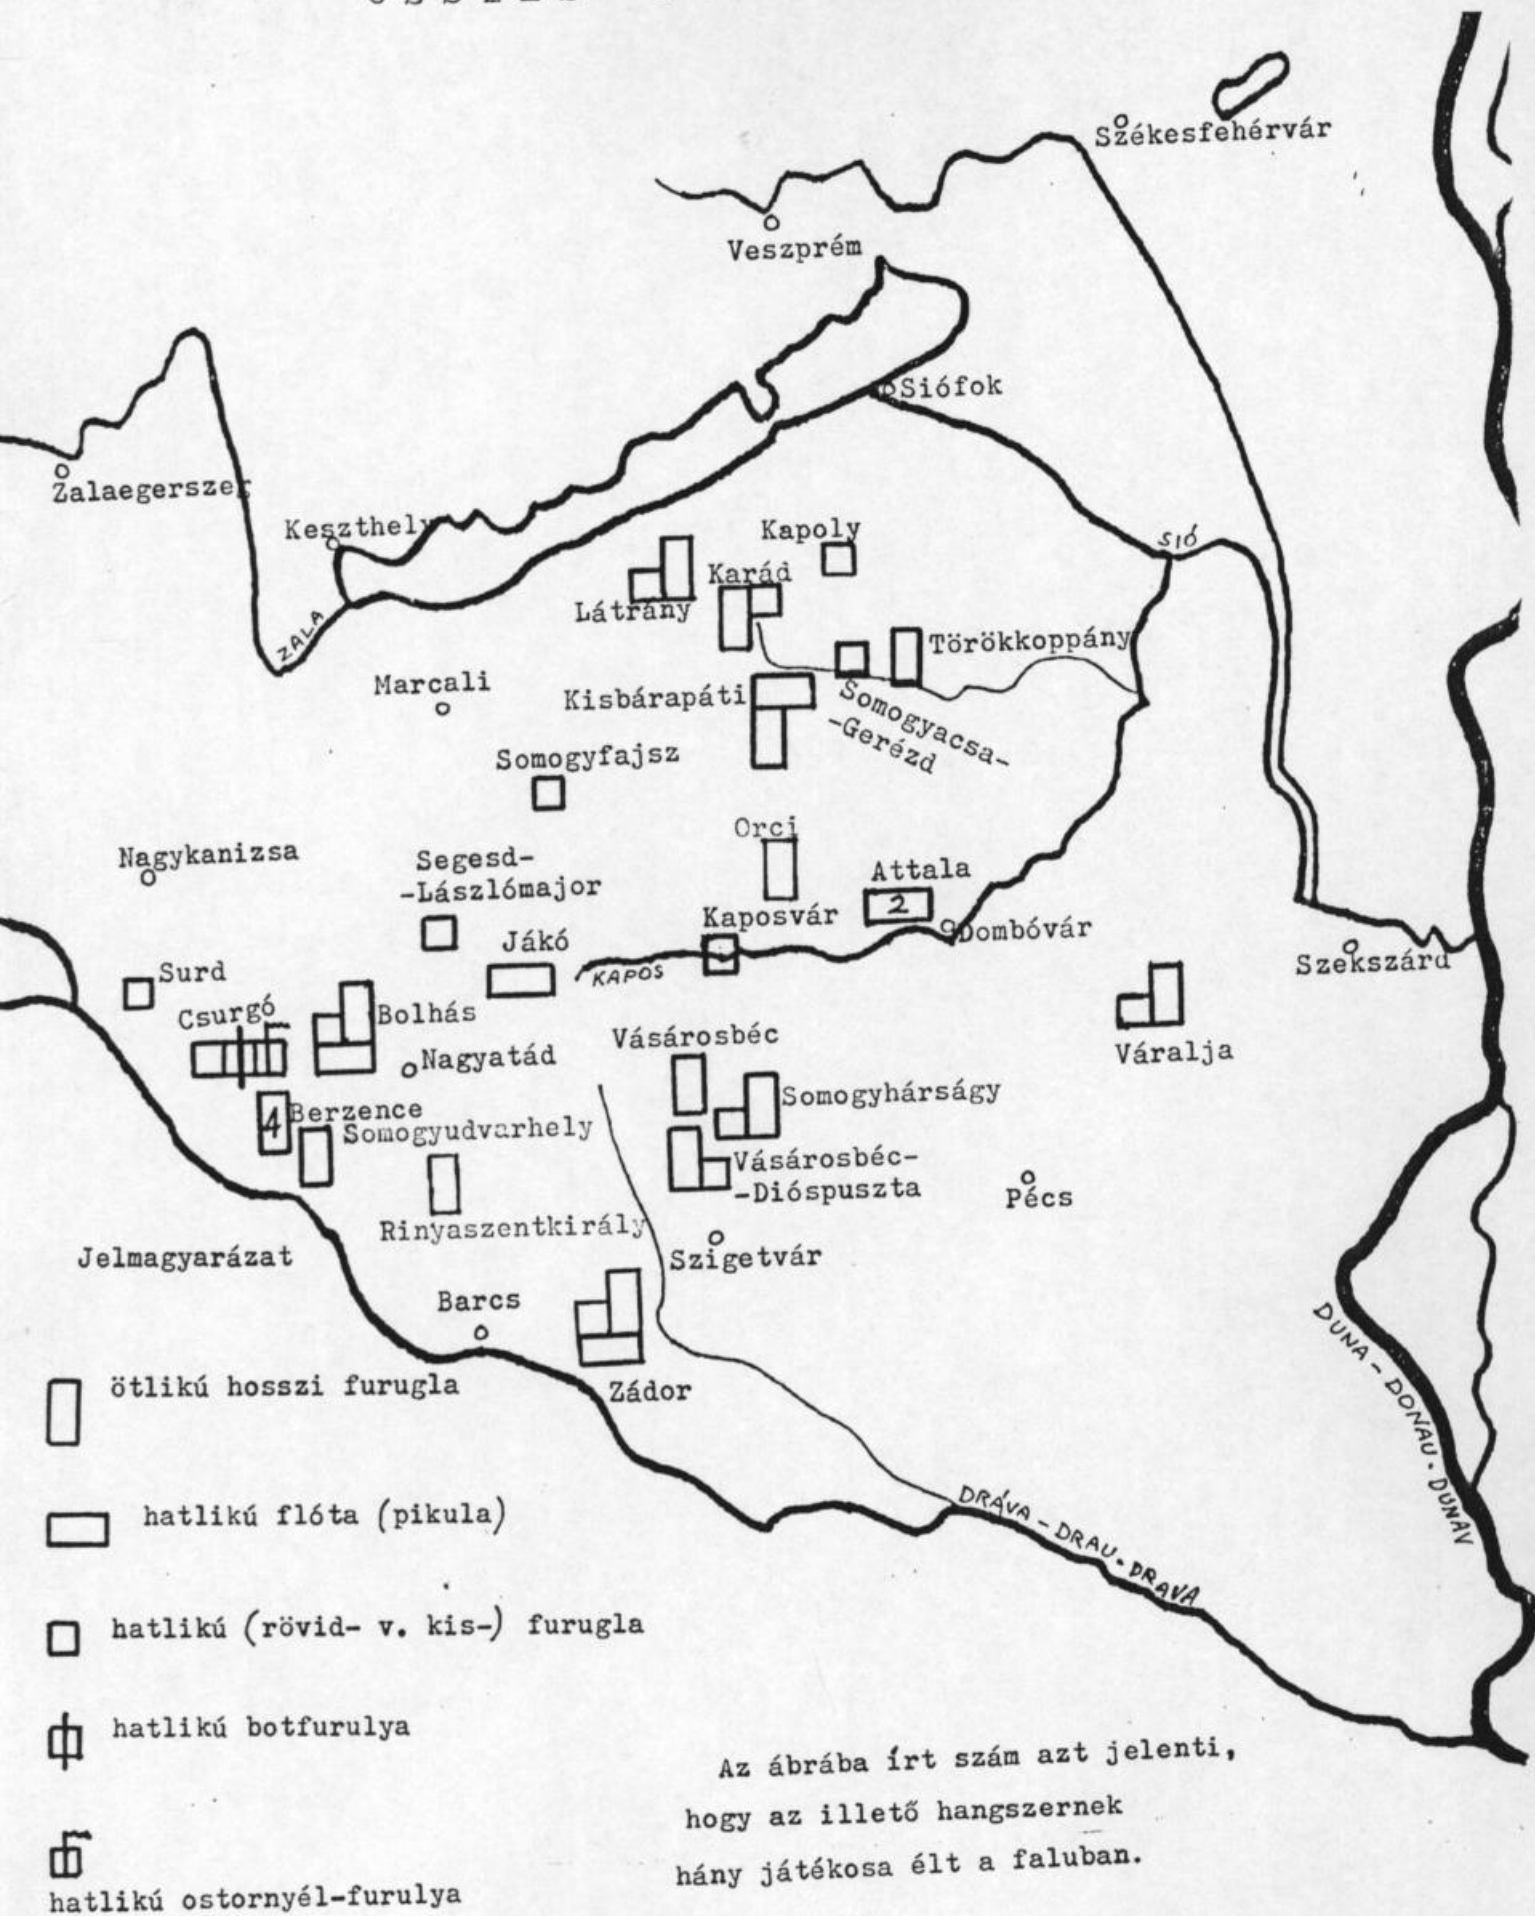 Székesfehérvár
Veszprém
Siófok
Zalaegerszeg
Keszthely
Kapoly
SIÓ
Karád
Látrány
ZALA
Törökkoppány
Marcali
Kisbárapáti
Somogyacsa-
-Gerézd
Somogyfajsz
Orci
Nagykanizsa
Segesd-
-Lászlómajor
Attala
2
Kaposvár
Dombóvár
Jákó
KAPOS
Szekszárd
Surd
Csurgó
Bolhás
Vásárosbéc
Nagyatád
Váralja
Somogyhárságy
4
Berzence
Somogyudvarhely
Vásárosbéc-
-Dióspuszta
Pécs
Rinyaszentkirály
Szigetvár
Jelmagyarázat
Barcs
Zádor
DUNA - DONAU - DUNAV
ötlikú hosszi furugla
DRÁVA - DRAU - DRAVA
hatlikú flóta (pikula)
hatlikú (rövid- v. kis-) furugla
hatlikú botfurulya
hatlikú ostornyél-furulya
Az ábrába írt szám azt jelenti,
hogy az illető hangszernek
hány játékosa élt a faluban.